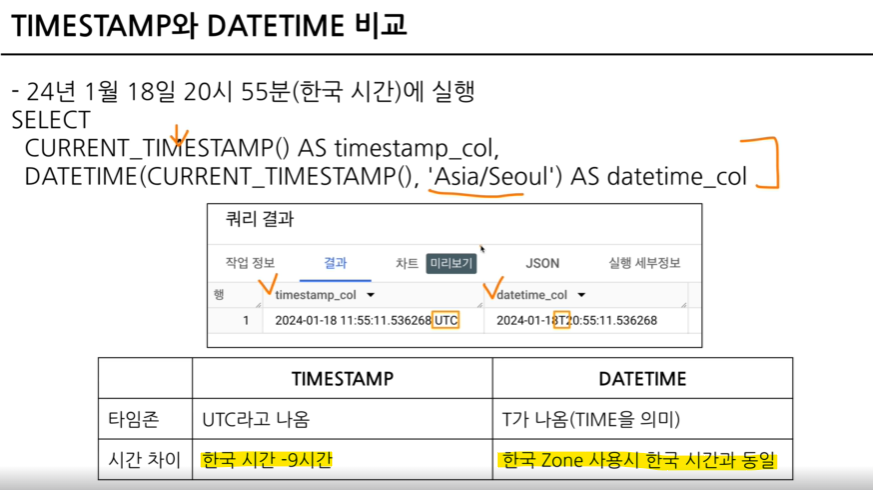 TIMESTAMP와 DATETIME 비교
- 24년 1월 18일 20시 55분(한국 시간)에 실행
SELECT
CURRENT_TIMESTAMP() AS timestamp_col,
DATETIME(CURRENT_TIMESTAMP(), 'Asia/Seoul') AS datetime_col
쿼리 결과
작업 정보 결과 차트 미리보기 JSON 실행 세부정보
행 timestamp_col datetime_col
1 2024-01-18 11:55:11.536268 UTC 2024-01-18T20:55:11.536268
TIMESTAMP DATETIME
타임존 UTC라고 나옴 T가 나옴(TIME을 의미)
시간 차이 한국 시간 -9시간 한국 Zone 사용시 한국 시간과 동일